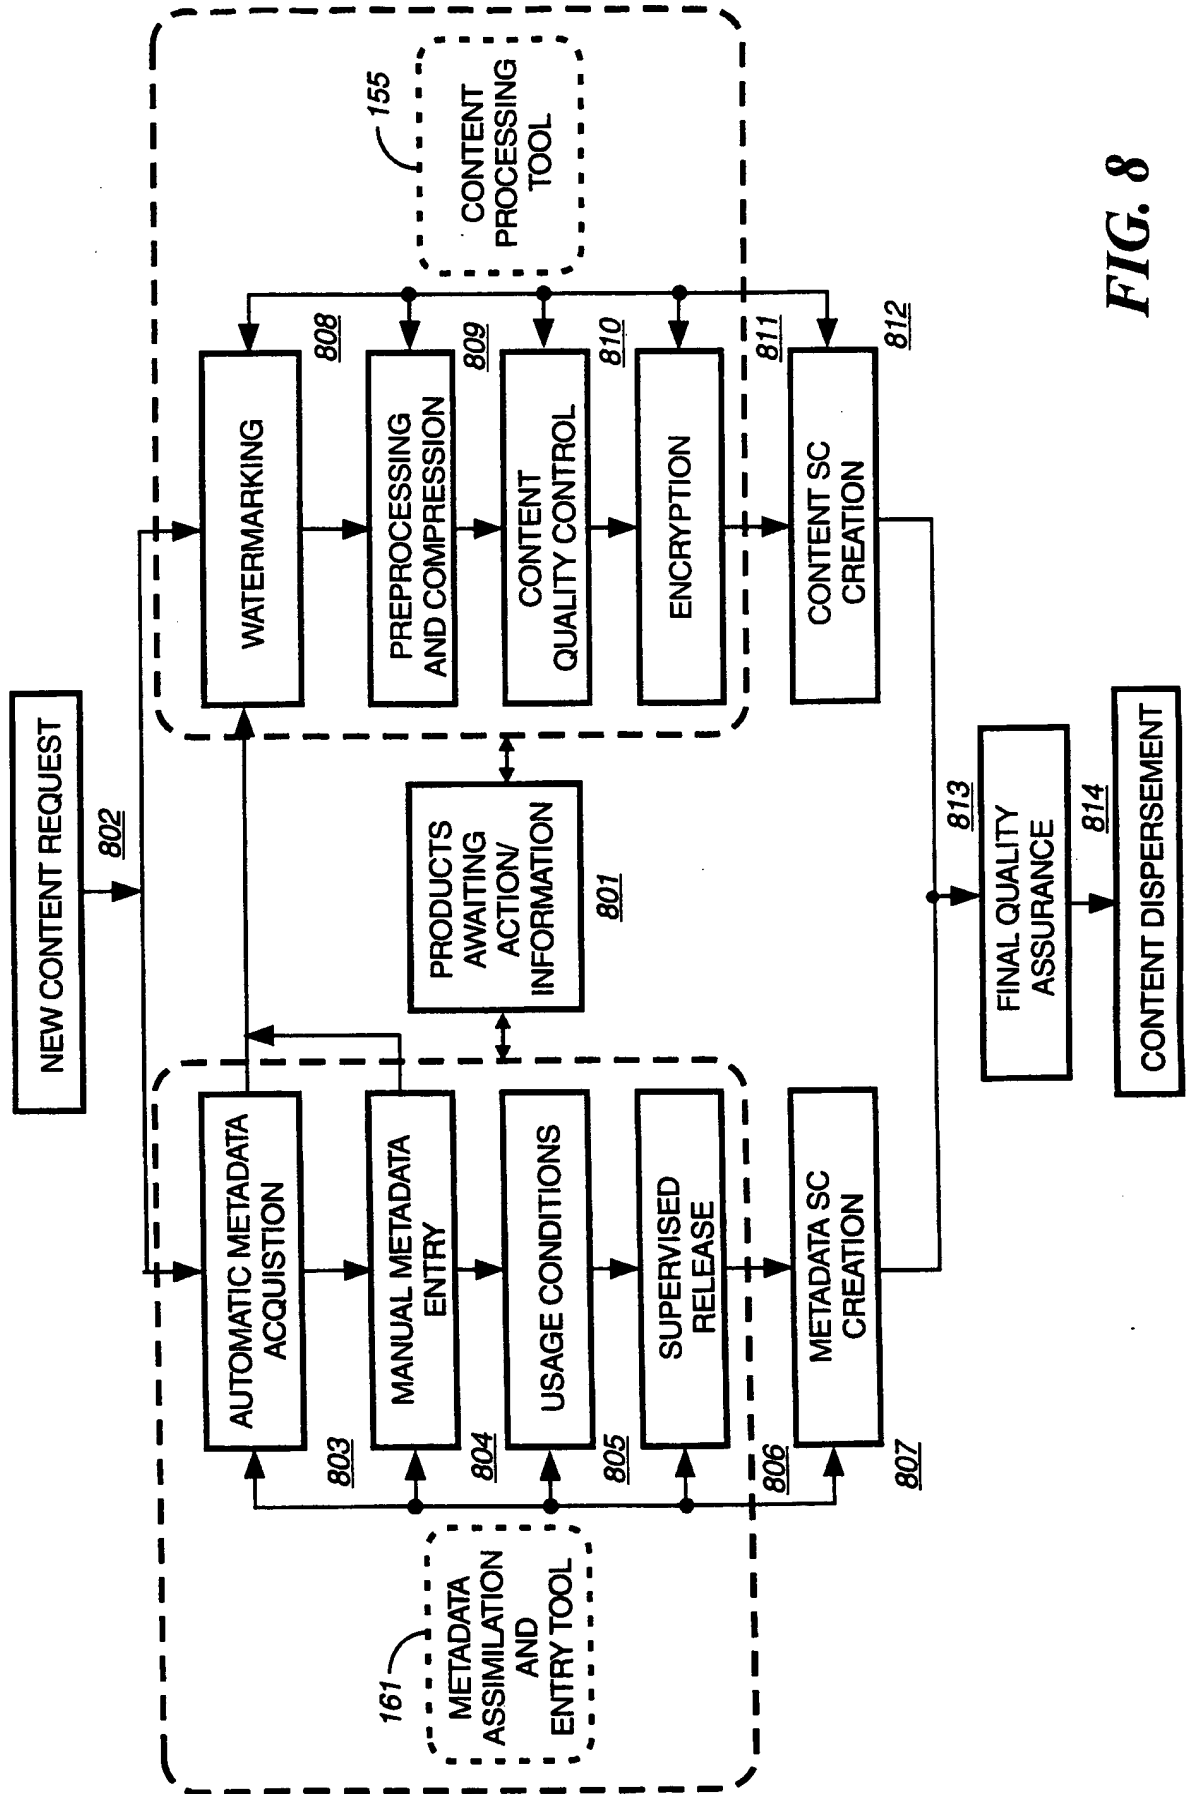 NEW CONTENT REQUEST
802
161
METADATA
ASSIMILATION
AND
ENTRY TOOL
AUTOMATIC METADATA
ACQUISTION
803
MANUAL METADATA
ENTRY
804
USAGE CONDITIONS
805
SUPERVISED
RELEASE
806
METADATA SC
CREATION
807
PRODUCTS
AWAITING
ACTION/
INFORMATION
801
WATERMARKING
808
PREPROCESSING
AND COMPRESSION
809
CONTENT
QUALITY CONTROL
810
ENCRYPTION
811
CONTENT SC
CREATION
812
155
CONTENT
PROCESSING
TOOL
813
FINAL QUALITY
ASSURANCE
814
CONTENT DISPERSEMENT
FIG. 8